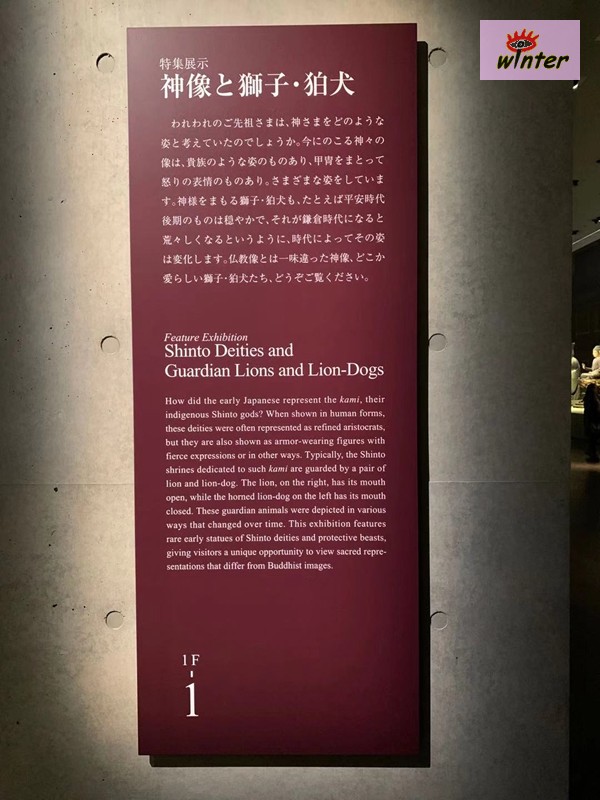 winter
特集展示
神像と獅子・狛犬
われわれのご先祖さまは、神さまをどのような
姿と考えていたのでしょうか。今にのこる神々の
像は、貴族のような姿のものあり、甲冑をまとって
怒りの表情のものあり。さまざまな姿をしていま
す。神様をまもる獅子・狛犬も、たとえば平安時代
後期のものは穏やかで、それが鎌倉時代になると
荒々しくなるというように、時代によってその姿
は変化します。仏教像とは一味違った神像、どこか
愛らしい獅子・狛犬たち、どうぞご覧ください。
Feature Exhibition
Shinto Deities and
Guardian Lions and Lion-Dogs
How did the early Japanese represent the kami, their
indigenous Shinto gods? When shown in human forms,
these deities were often represented as refined aristocrats,
but they are also shown as armor-wearing figures with
fierce expressions or in other ways. Typically, the Shinto
shrines dedicated to such kami are guarded by a pair of
lion and lion-dog. The lion, on the right, has its mouth
open, while the horned lion-dog on the left has its mouth
closed. These guardian animals were depicted in various
ways that changed over time. This exhibition features
rare early statues of Shinto deities and protective beasts,
giving visitors a unique opportunity to view sacred repre-
sentations that differ from Buddhist images.
1F
1